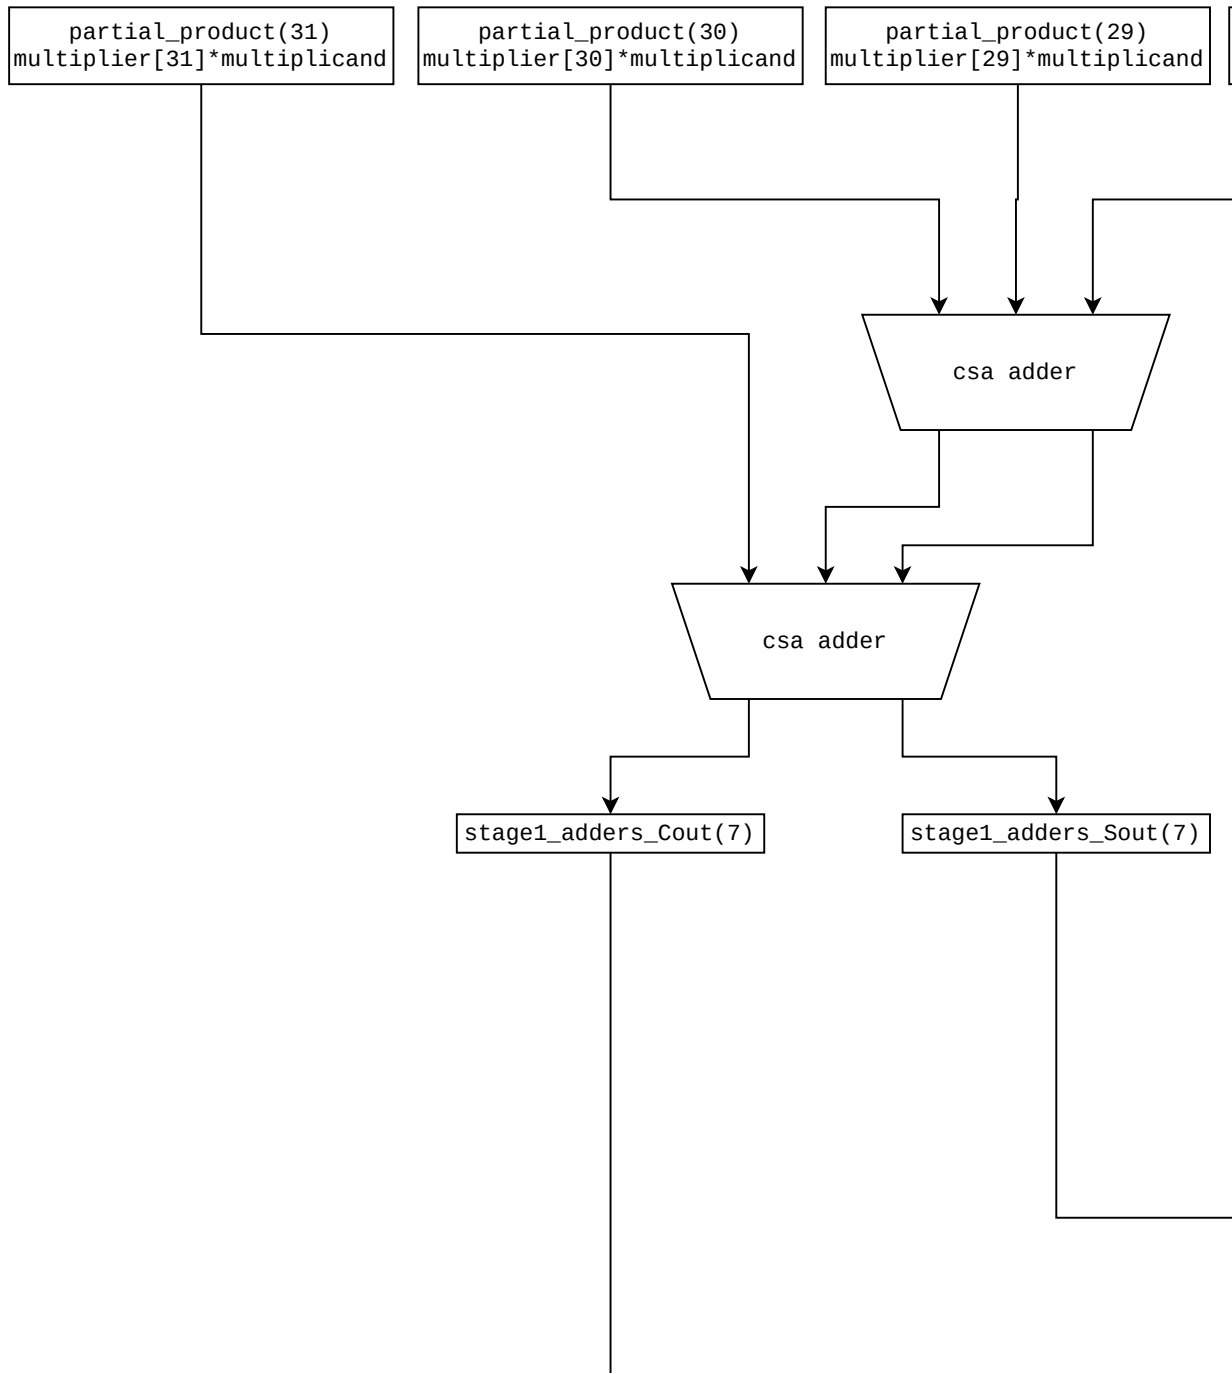 partial_product(31)
multiplier[31]*multiplicand
partial_product(30)
multiplier[30]*multiplicand
partial_product(29)
multiplier[29]*multiplicand
csa adder
csa adder
stage1_adders_Cout(7)
stage1_adders_Sout(7)